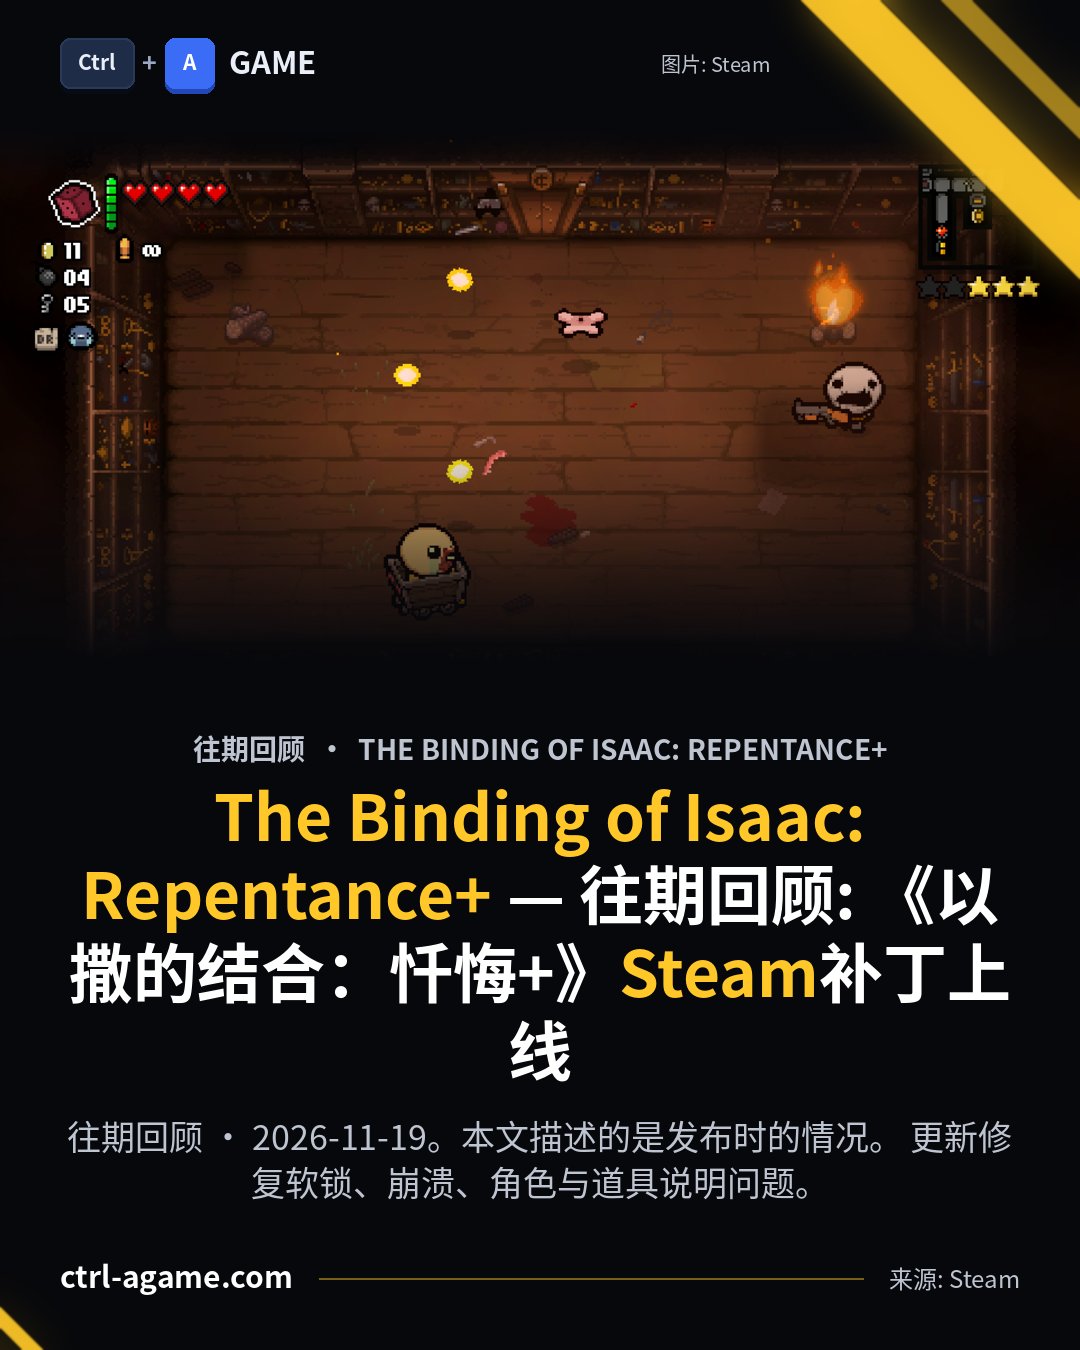 Ctrl + A GAME
图片: Steam
11
∞
04
05
DR
往期回顾 • THE BINDING OF ISAAC: REPENTANCE+
The Binding of Isaac:
Repentance+ — 往期回顾: 《以
撒的结合：忏悔+》Steam补丁上
线
往期回顾 • 2026-11-19。本文描述的是发布时的情况。 更新修
复软锁、崩溃、角色与道具说明问题。
ctrl-agame.com
来源: Steam